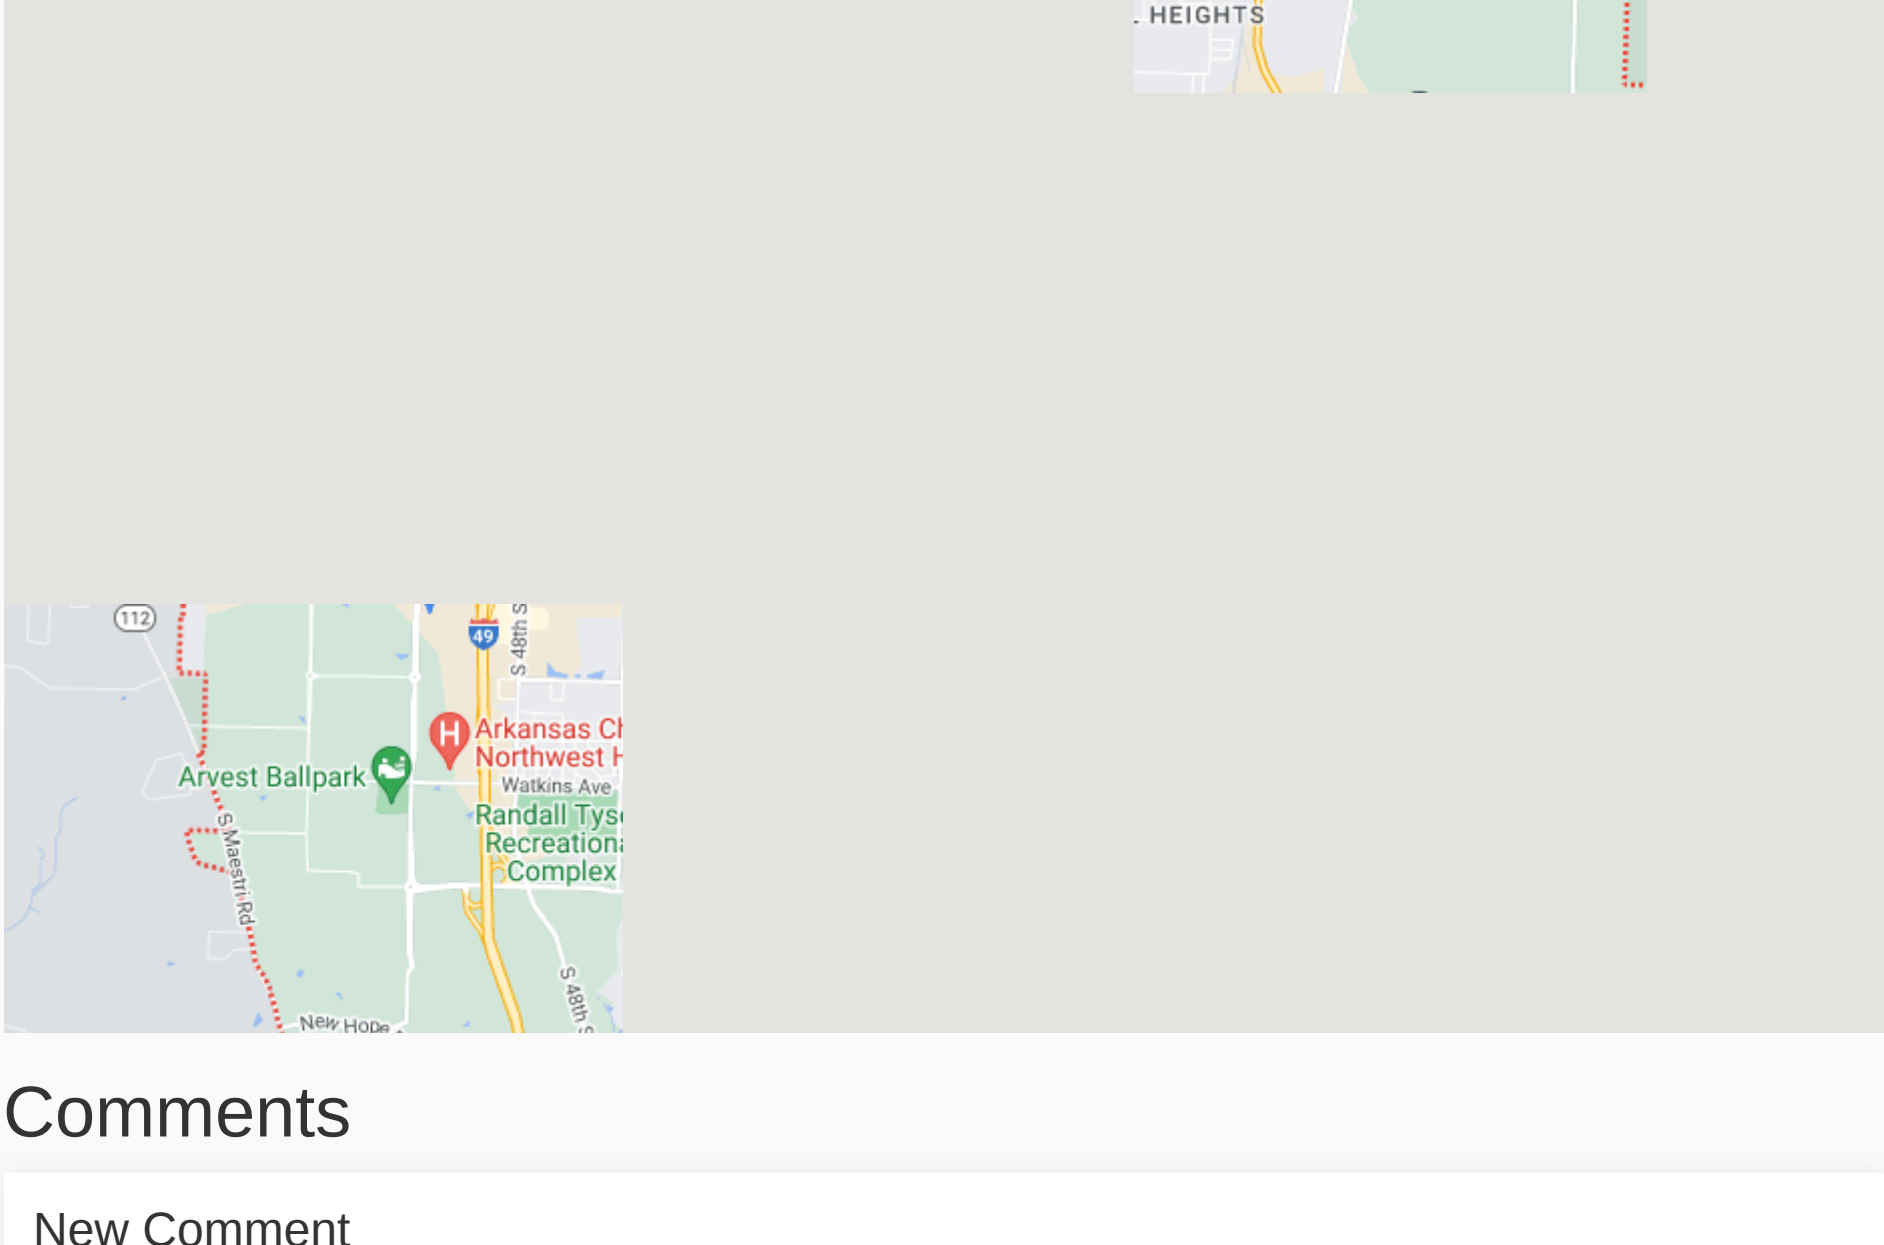 HEIGHTS
112
49
S 48th S
Arkansas Ch
Northwest H
Arvest Ballpark
Watkins Ave
Randall Tyso
Recreationa
Complex
S Maestri Rd
S 48th S
New Hope
Comments
New Comment